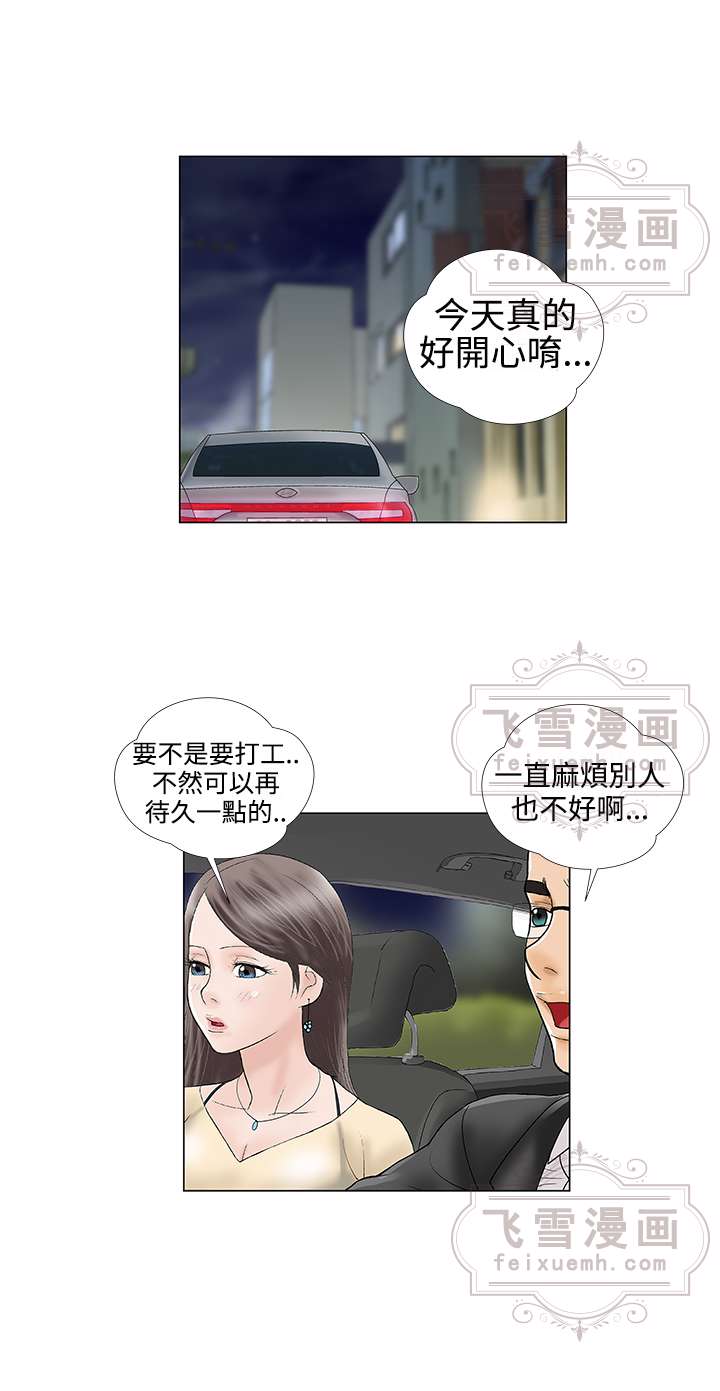 飞雪漫画
feixuemh.com
今天真的
好開心唷...
飞雪漫画
要不是要打工..
不然可以再
待久一點的..
一直麻煩別人
也不好啊...
飞雪漫画
feixuemh.com